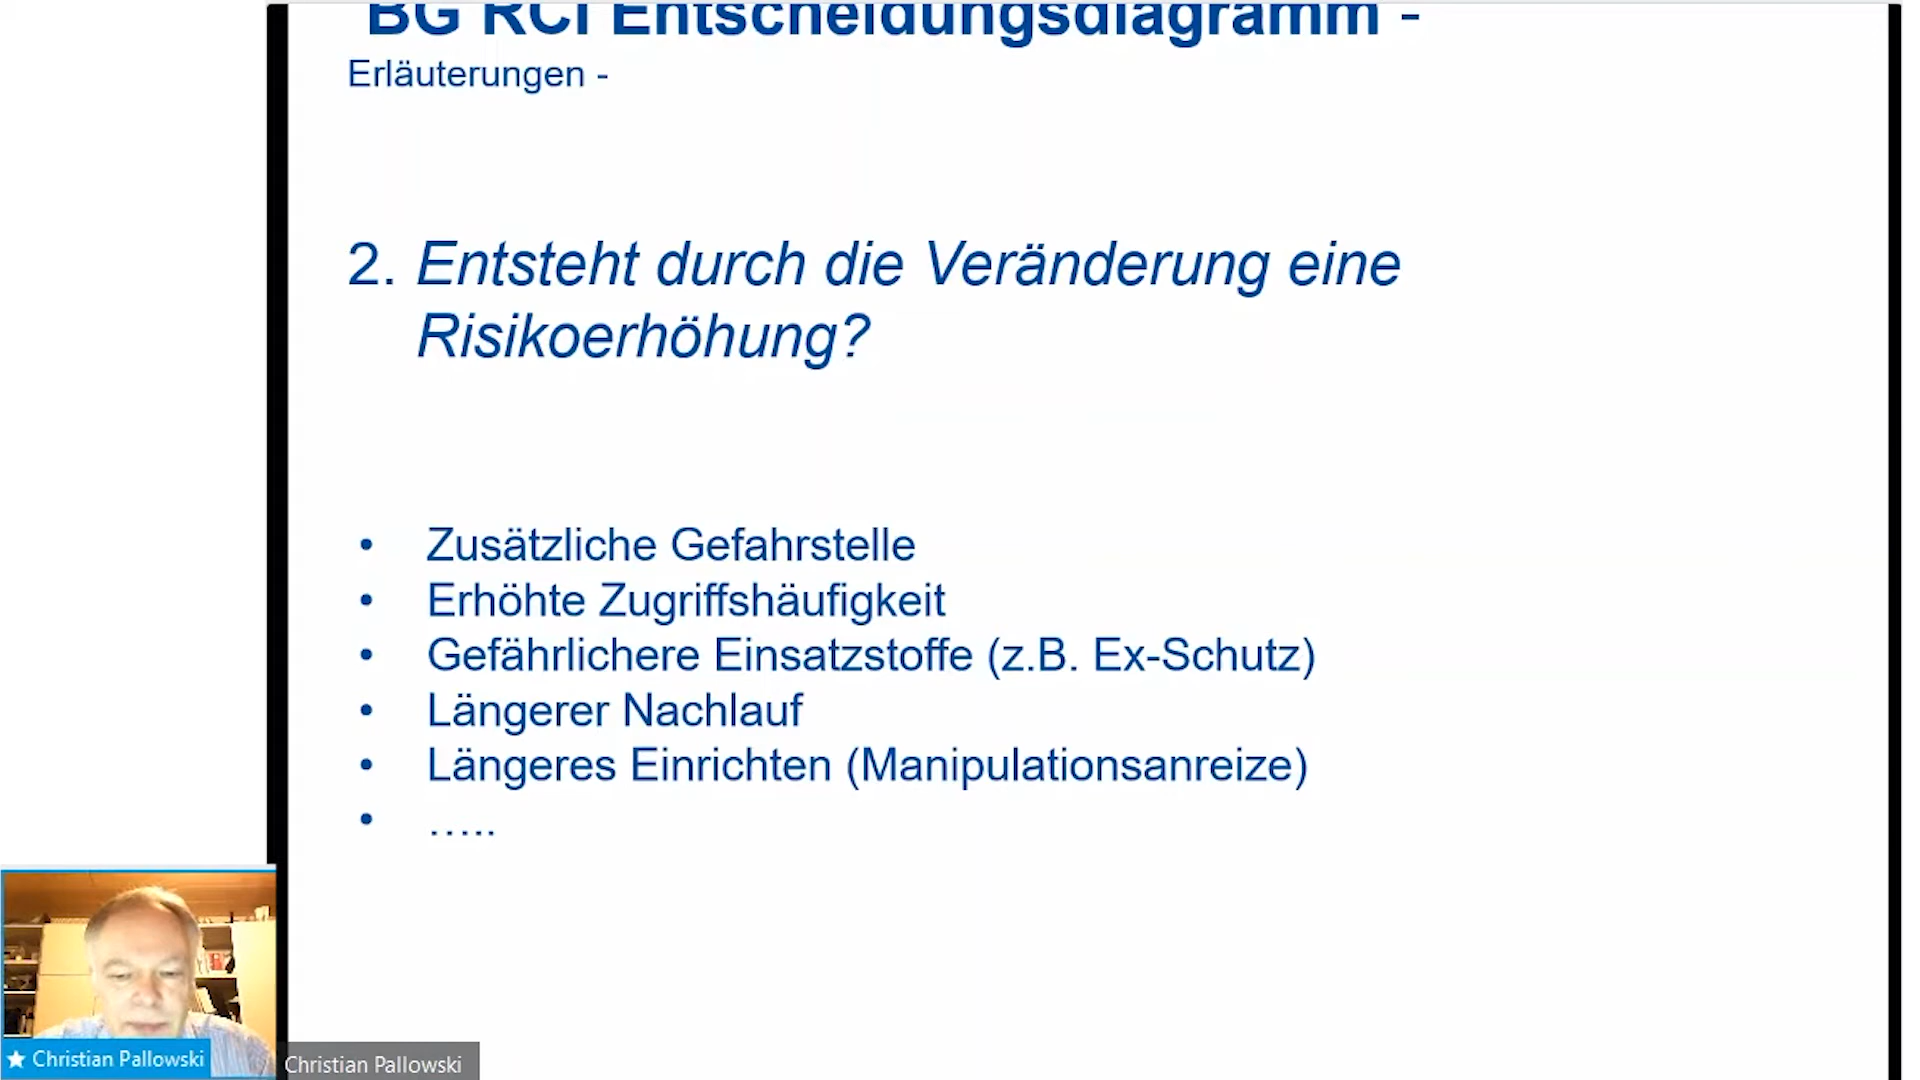 BG RCI Entscheidungsdiagramm -
Erläuterungen -
2. Entsteht durch die Veränderung eine
Risikoerhöhung?
• Zusätzliche Gefahrstelle
• Erhöhte Zugriffshäufigkeit
• Gefährlichere Einsatzstoffe (z.B. Ex-Schutz)
• Längerer Nachlauf
• Längeres Einrichten (Manipulationsanreize)
• …..
Christian Pallowski
Christian Pallowski